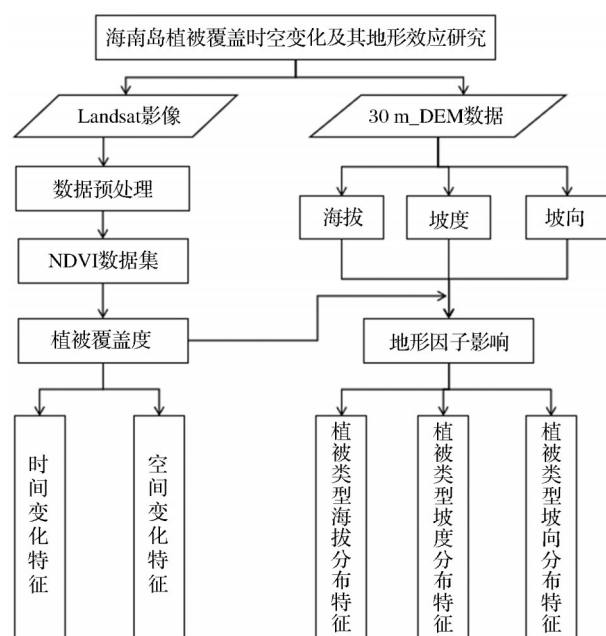 海南岛植被覆盖时空变化及其地形效应研究
Landsat影像
30 m_DEM数据
数据预处理
海拔
坡度
坡向
NDVI数据集
植被覆盖度
地形因子影响
时间变化特征
空间变化特征
植被类型海拔分布特征
植被类型坡度分布特征
植被类型坡向分布特征